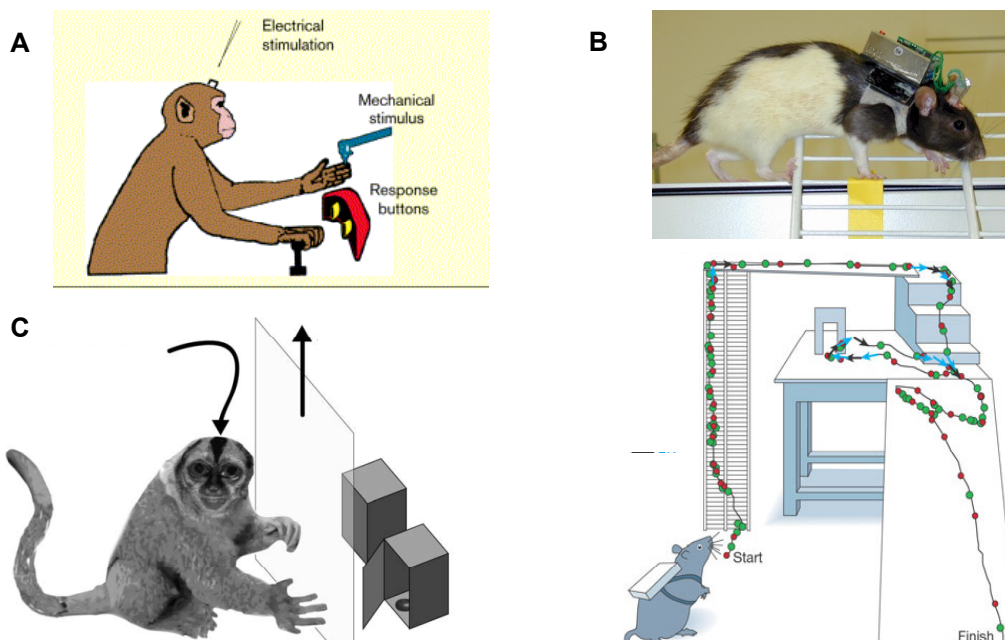 A
Electrical
stimulation
Mechanical
stimulus
Response
buttons
B
C
Start
Finish